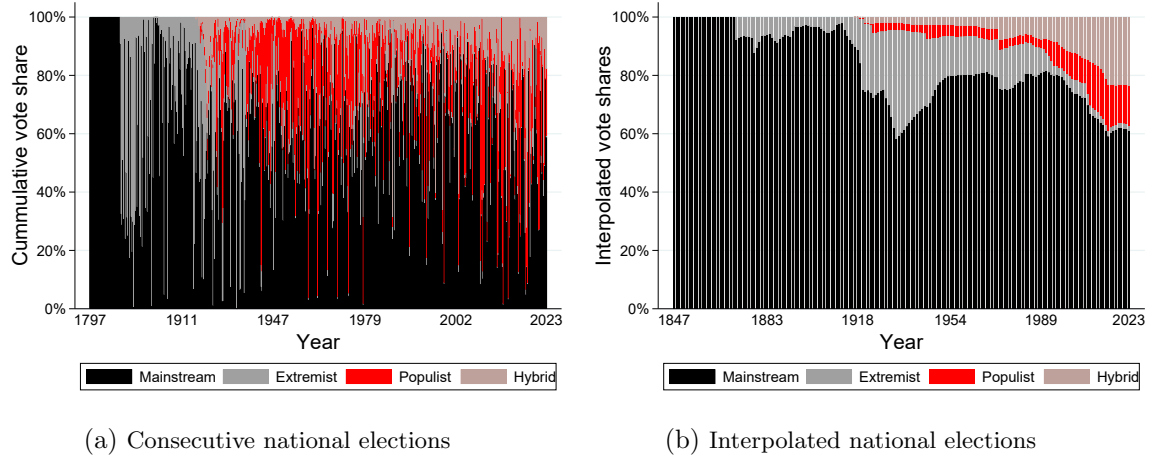 Cummulative vote share
100%
80%
60%
40%
20%
0%
1797 1911 1947 1979 2002 2023
Year
Mainstream Extremist Populist Hybrid
(a) Consecutive national elections
Interpolated vote shares
100%
80%
60%
40%
20%
0%
1847 1883 1918 1954 1989 2023
Year
Mainstream Extremist Populist Hybrid
(b) Interpolated national elections